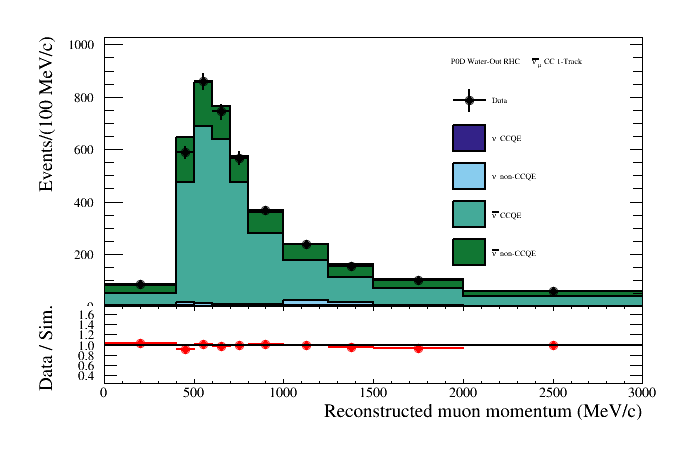 Events/(100 MeV/c)
1000
800
600
400
200
0
P0D Water-Out RHC ν̅μ CC 1-Track
Data
ν CCQE
ν non-CCQE
ν̅ CCQE
ν̅ non-CCQE
Data / Sim.
1.6
1.4
1.2
1.0
0.8
0.6
0.4
0 500 1000 1500 2000 2500 3000
Reconstructed muon momentum (MeV/c)